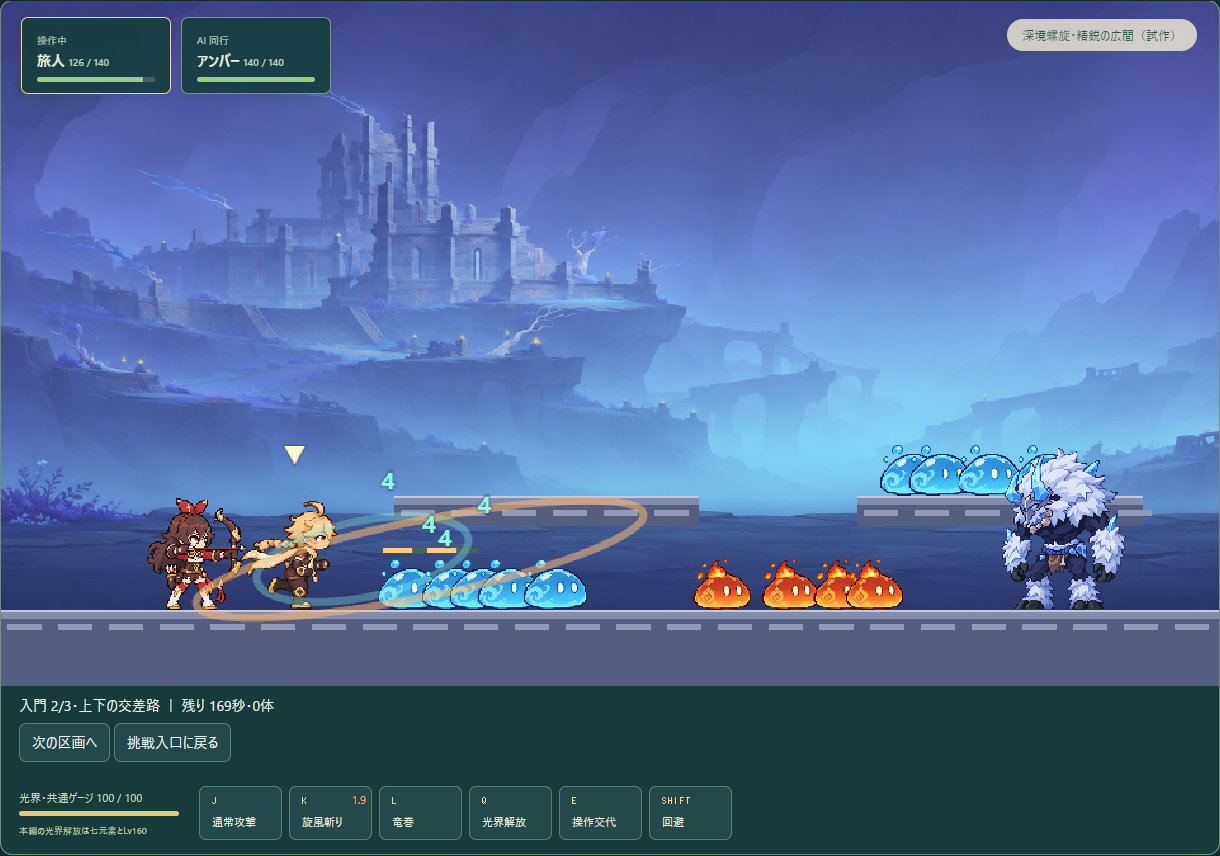 操作中
旅人 126 / 140
AI 同行
アンバー 140 / 140
深境螺旋・精鋭の広間（試作）
4
4
4
4
入門 2/3・上下の交差路 | 残り 169秒・0体
次の区画へ
挑戦入口に戻る
光界・共通ゲージ 100 / 100
本編の光界解放は七元素とLv160
J
通常攻撃
K 1.9
旋風斬り
L
竜巻
Q
光界解放
E
操作交代
SHIFT
回避